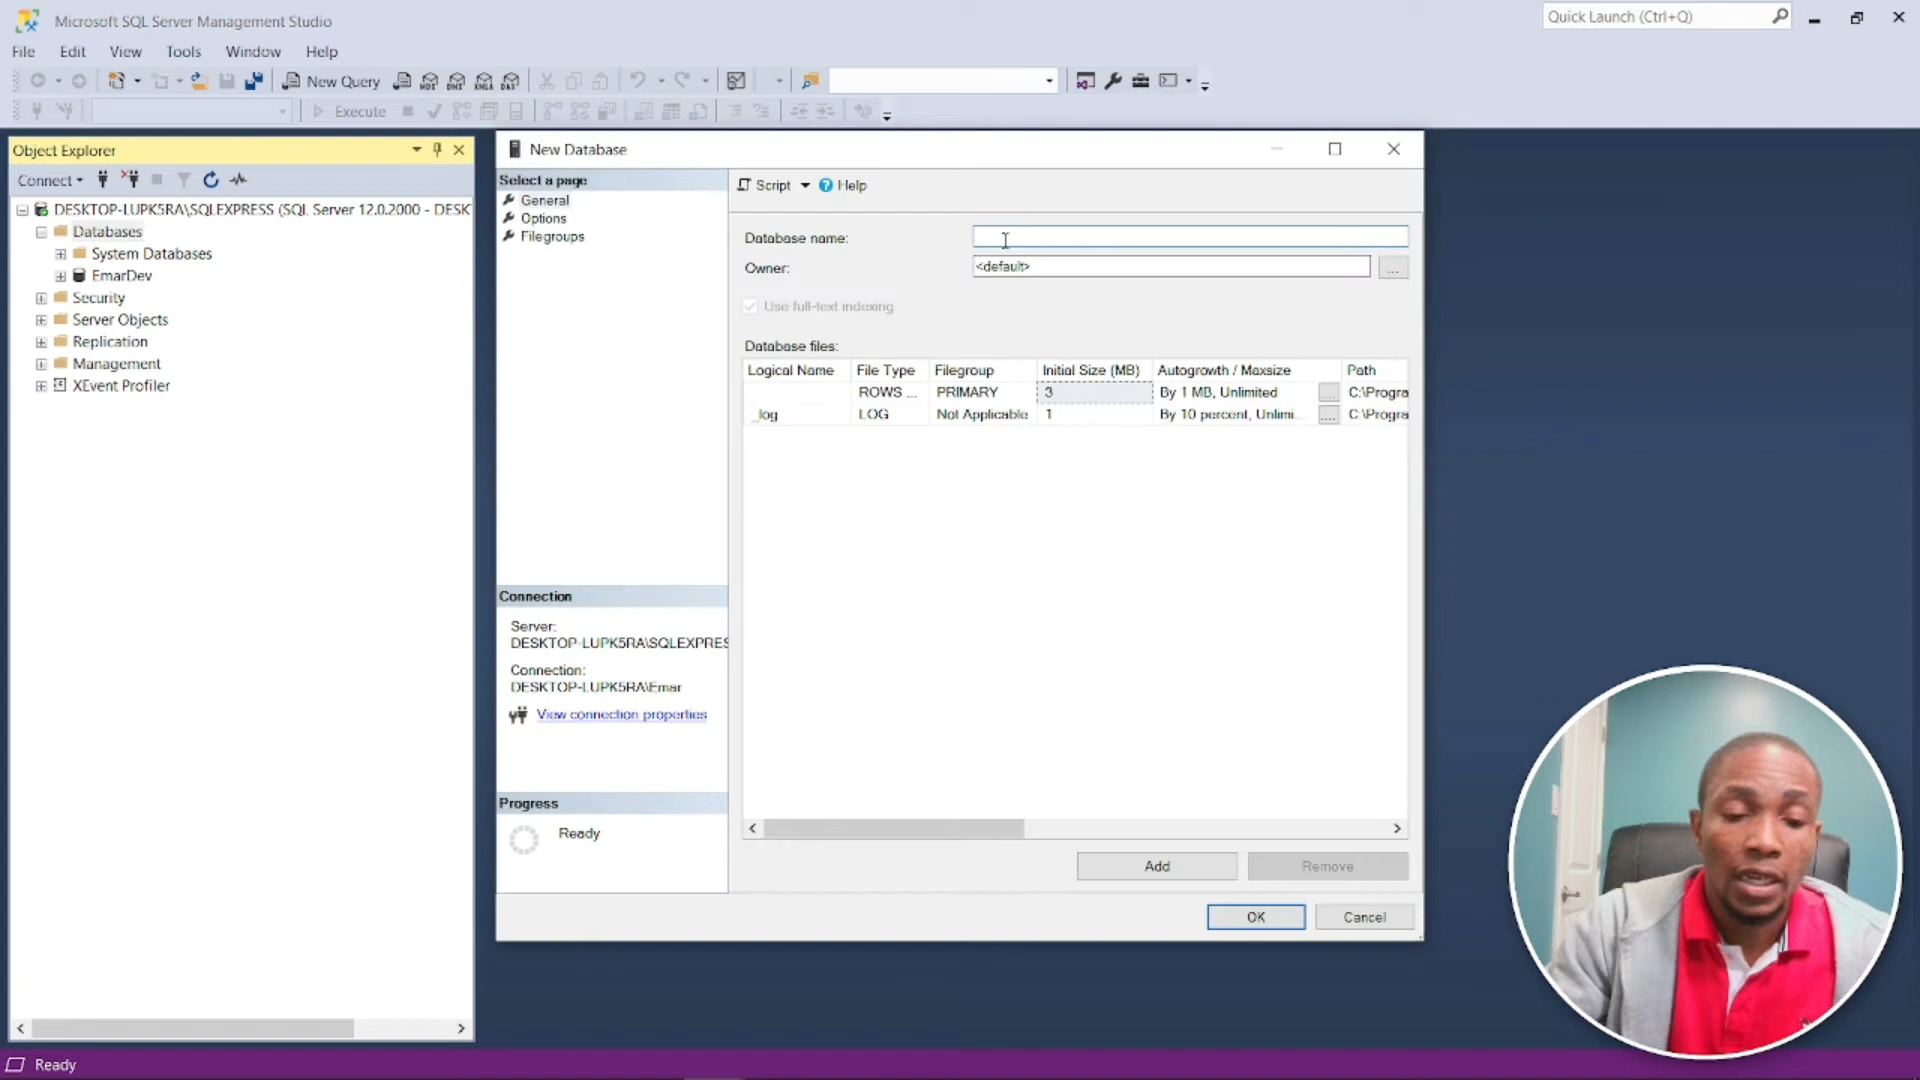 Microsoft SQL Server Management Studio
Quick Launch (Ctrl+Q)
File Edit View Tools Window Help
New Query
Execute
Object Explorer
Connect
DESKTOP-LUPK5RA\SQLEXPRESS (SQL Server 12.0.2000 - DESK
Databases
System Databases
EmarDev
Security
Server Objects
Replication
Management
XEvent Profiler
New Database
Select a page
General
Options
Filegroups
Script Help
Database name:
Owner: <default> ...
Use full-text indexing
Database files:
Logical Name File Type Filegroup Initial Size (MB) Autogrowth / Maxsize Path
ROWS ... PRIMARY 3 By 1 MB, Unlimited ... C:\Progra
_log LOG Not Applicable 1 By 10 percent, Unlimi... ... C:\Progra
Connection
Server:
DESKTOP-LUPK5RA\SQLEXPRES
Connection:
DESKTOP-LUPK5RA\Emar
View connection properties
Progress
Ready
Add Remove
OK Cancel
Ready